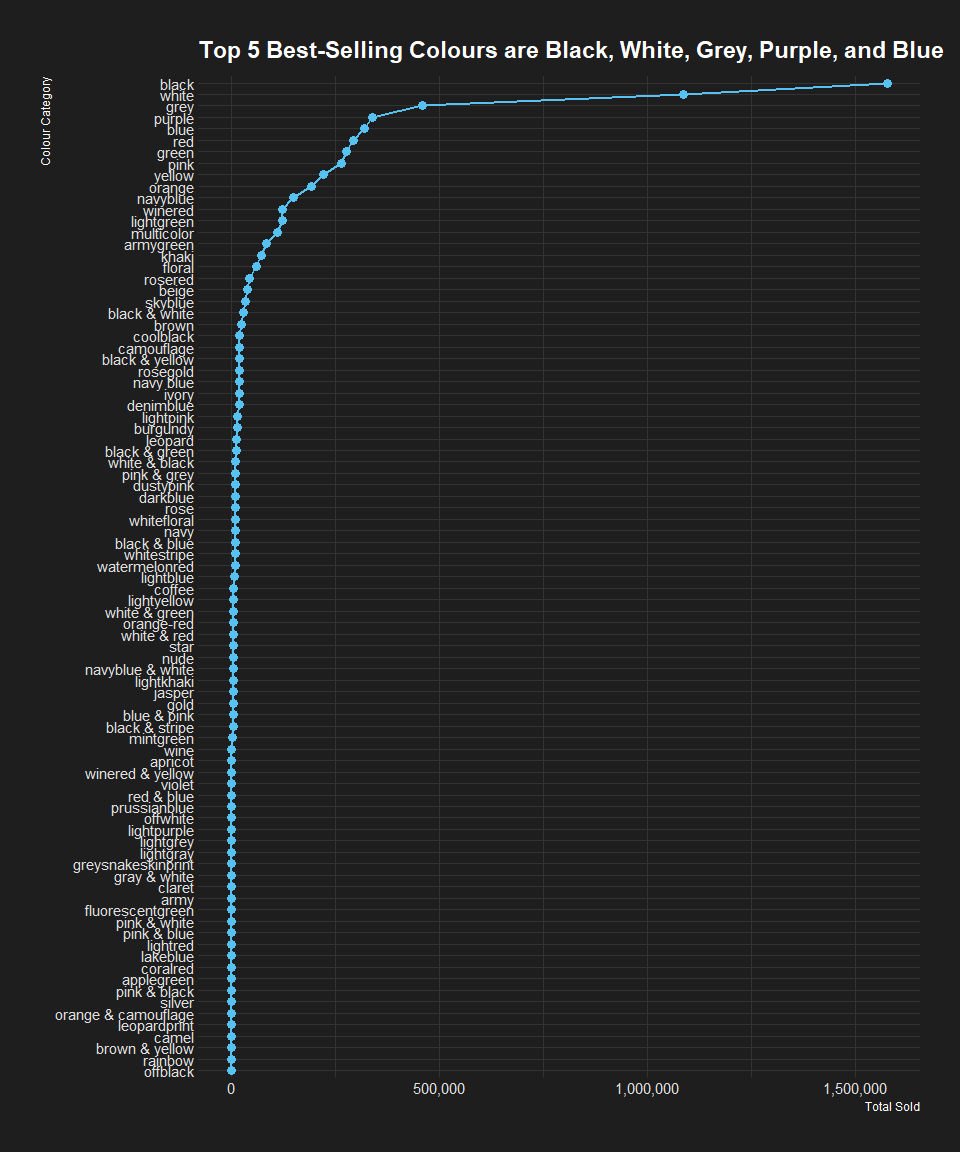 Top 5 Best-Selling Colours are Black, White, Grey, Purple, and Blue
Colour Category
black
white
grey
purple
blue
red
green
pink
yellow
orange
navyblue
winered
lightgreen
multicolor
armygreen
khaki
floral
rosered
beige
skyblue
black & white
brown
coolblack
camouflage
black & yellow
rosegold
navy blue
ivory
denimblue
lightpink
burgundy
leopard
black & green
white & black
pink & grey
dustypink
darkblue
rose
whitefloral
navy
black & blue
whitestripe
watermelonred
lightblue
coffee
lightyellow
white & green
orange-red
white & red
star
nude
navyblue & white
lightkhaki
jasper
gold
blue & pink
black & stripe
mintgreen
wine
apricot
winered & yellow
violet
red & blue
prussianblue
offwhite
lightpurple
lightgrey
lightgray
greysnakeskinprint
gray & white
claret
army
fluorescentgreen
pink & white
pink & blue
lightred
lakeblue
coralred
applegreen
pink & black
silver
orange & camouflage
leopardprint
camel
brown & yellow
rainbow
offblack
0 500,000 1,000,000 1,500,000
Total Sold